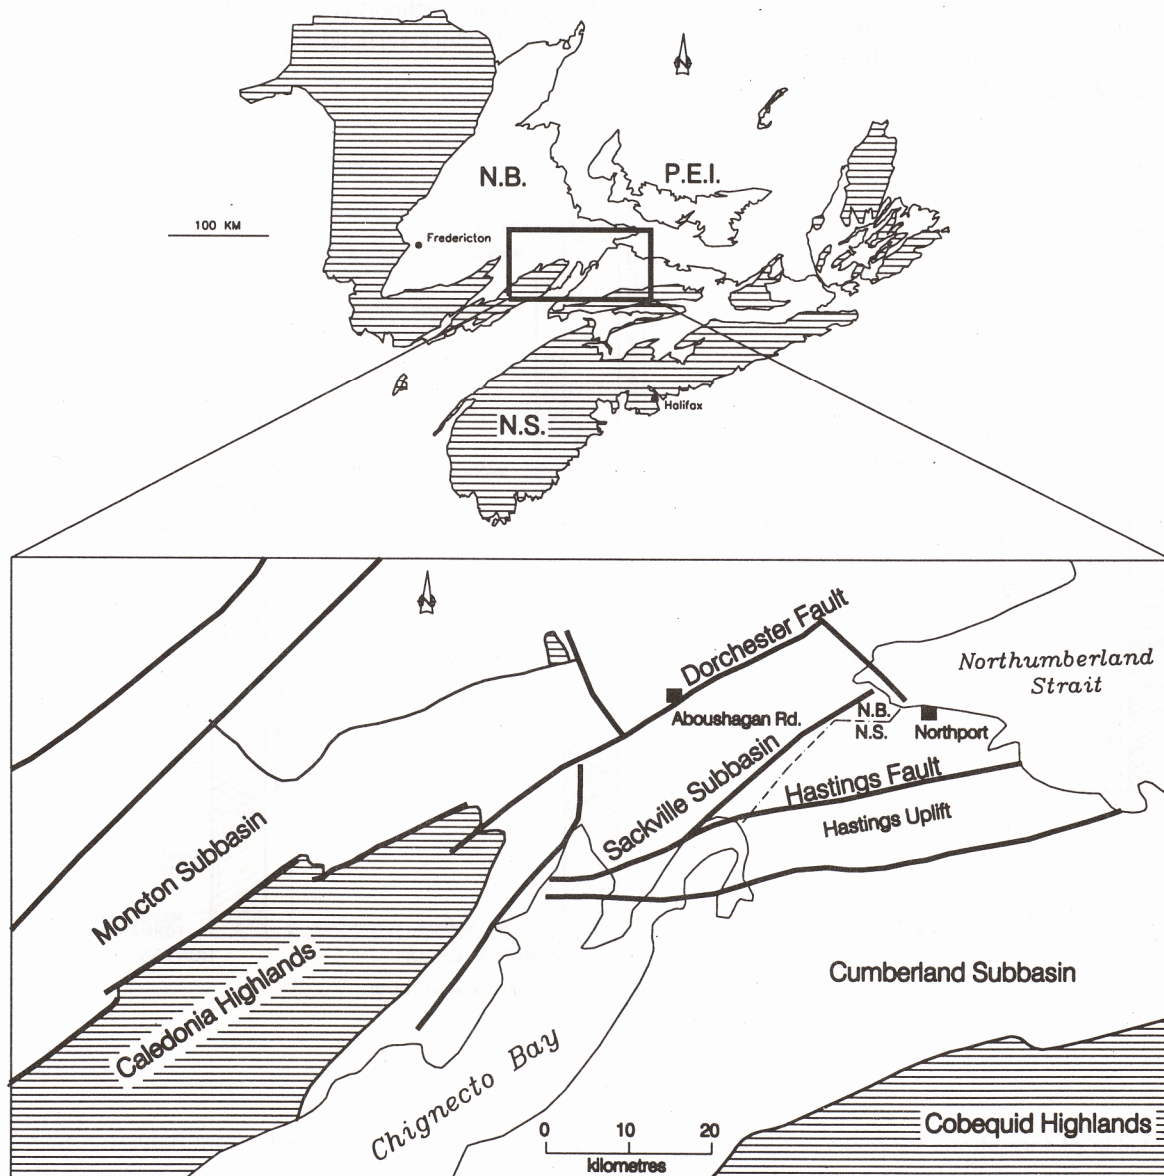 N.B.
P.E.I.
100 KM
Fredericton
Halifax
N.S.
Dorchester Fault
Northumberland
Strait
Aboushagan Rd.
N.B.
N.S.
Northport
Sackville Subbasin
Hastings Fault
Hastings Uplift
Moncton Subbasin
Caledonia Highlands
Cumberland Subbasin
Chignecto Bay
Cobequid Highlands
0 10 20
kilometres